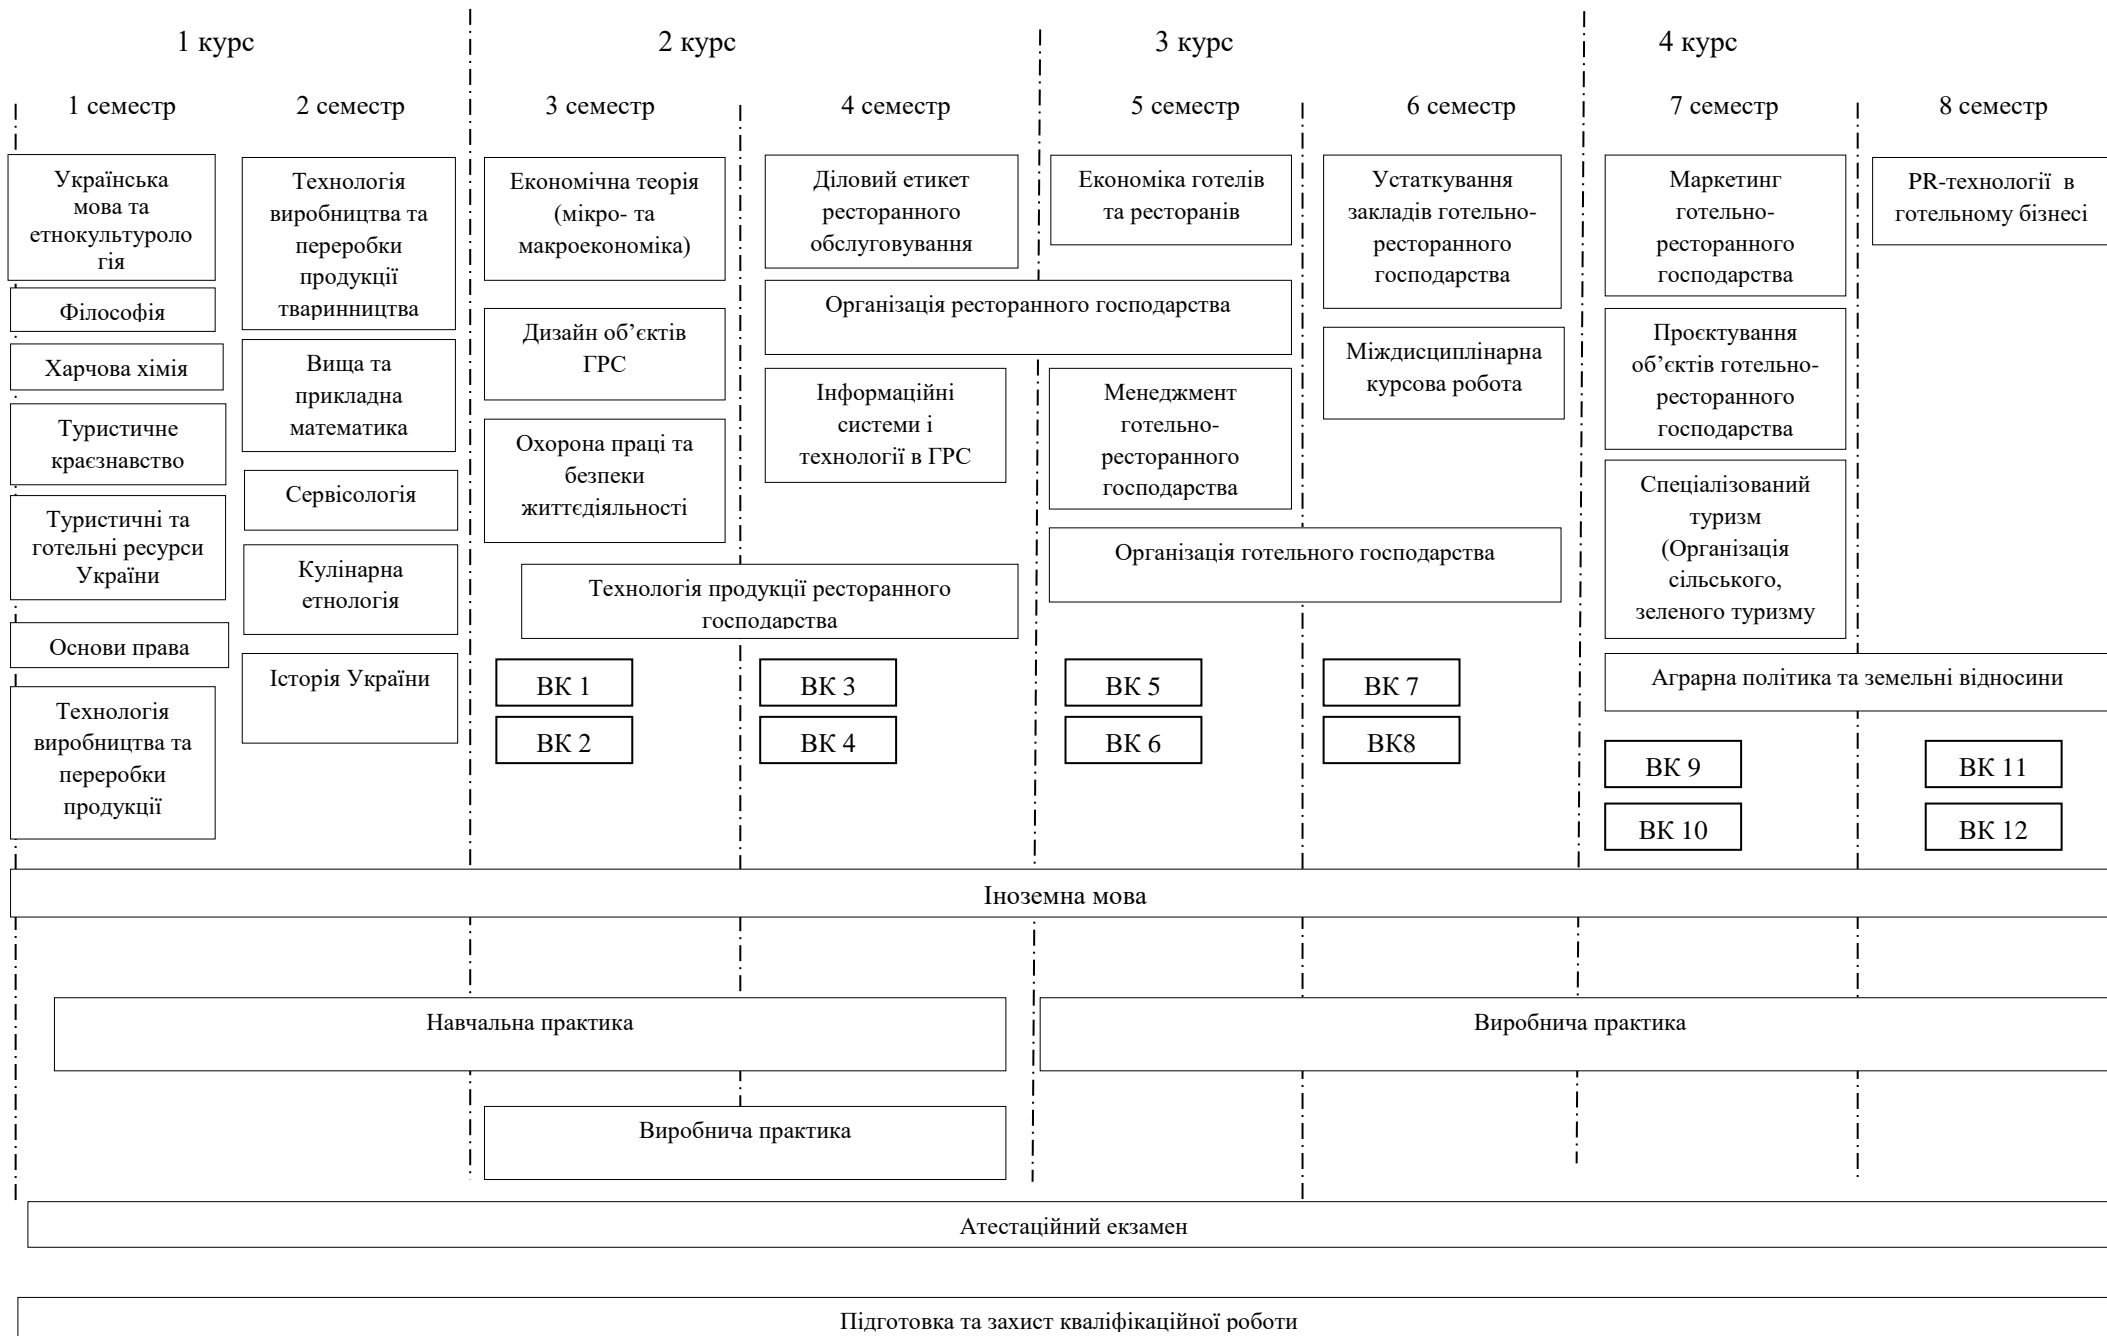 1 курс
2 курс
3 курс
4 курс
1 семестр
2 семестр
3 семестр
4 семестр
5 семестр
6 семестр
7 семестр
8 семестр
Українська
мова та
етнокультуроло
гія
Філософія
Харчова хімія
Туристичне
краєзнавство
Туристичні та
готельні ресурси
України
Основи права
Технологія
виробництва та
переробки
продукції
Технологія
виробництва та
переробки
продукції
тваринництва
Вища та
прикладна
математика
Сервісологія
Кулінарна
етнологія
Історія України
Економічна теорія
(мікро- та
макроекономіка)
Дизайн об’єктів
ГРС
Охорона праці та
безпеки
життєдіяльності
Технологія продукції ресторанного
господарства
ВК 1
ВК 2
Діловий етикет
ресторанного
обслуговування
Організація ресторанного господарства
Інформаційні
системи і
технології в ГРС
ВК 3
ВК 4
Економіка готелів
та ресторанів
Менеджмент
готельно-
ресторанного
господарства
Організація готельного господарства
ВК 5
ВК 6
Устаткування
закладів готельно-
ресторанного
господарства
Міждисциплінарна
курсова робота
ВК 7
ВК8
Маркетинг
готельно-
ресторанного
господарства
Проєктування
об’єктів готельно-
ресторанного
господарства
Спеціалізований
туризм
(Організація
сільського,
зеленого туризму
Аграрна політика та земельні відносини
ВК 9
ВК 10
PR-технології в
готельному бізнесі
ВК 11
ВК 12
Іноземна мова
Навчальна практика
Виробнича практика
Виробнича практика
Атестаційний екзамен
Підготовка та захист кваліфікаційної роботи